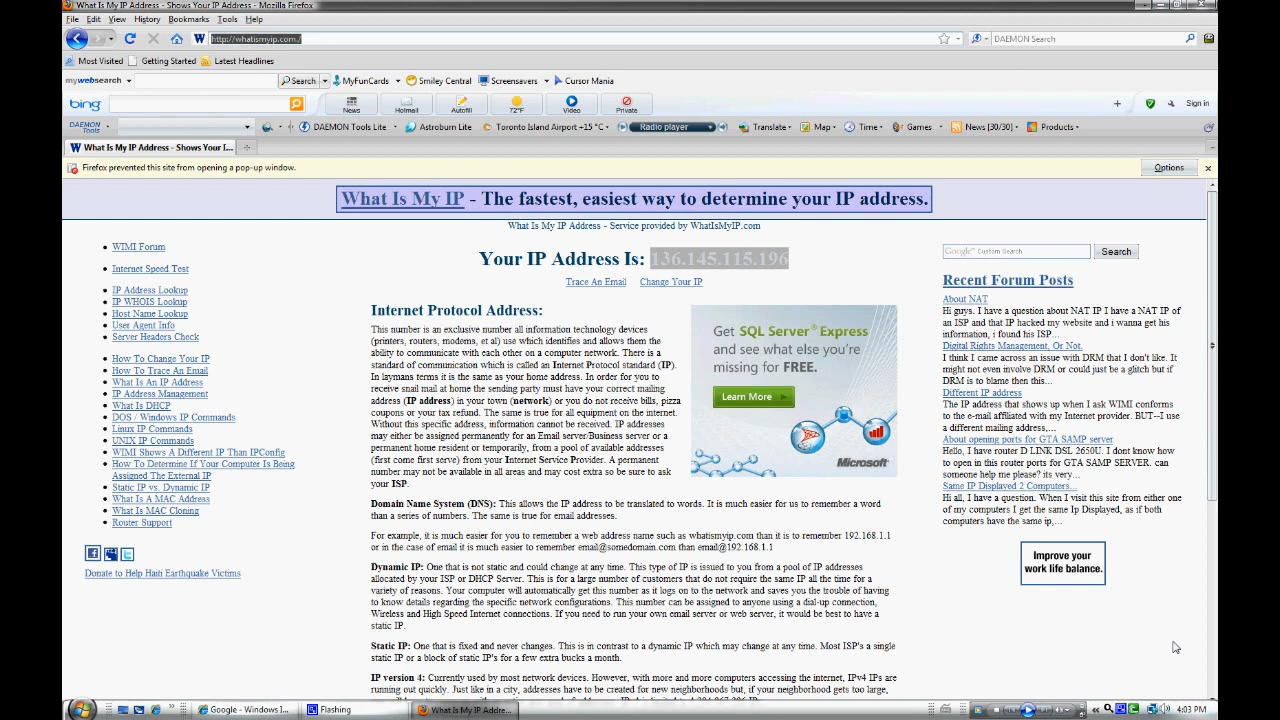 What Is My IP Address - Shows Your IP Address - Mozilla Firefox
File Edit View History Bookmarks Tools Help
http://whatismyip.com./
DAEMON Search
Most Visited Getting Started Latest Headlines
mywebsearch Search MyFunCards Smiley Central Screensavers Cursor Mania
bing News Hotmail Autofill 72°F Video Private Sign in
DAEMON Tools DAEMON Tools Lite Astroburn Lite Toronto Island Airport +15 °C Radio player Translate Map Time Games News [30/30] Products
What Is My IP Address - Shows Your I...
Firefox prevented this site from opening a pop-up window. Options
What Is My IP - The fastest, easiest way to determine your IP address.
What Is My IP Address - Service provided by WhatIsMyIP.com
Your IP Address Is: 136.145.115.196
Trace An Email Change Your IP
WIMI Forum
Internet Speed Test
IP Address Lookup
IP WHOIS Lookup
Host Name Lookup
User Agent Info
Server Headers Check
How To Change Your IP
How To Trace An Email
What Is An IP Address
IP Address Management
What Is DHCP
DOS / Windows IP Commands
Linux IP Commands
UNIX IP Commands
WIMI Shows A Different IP Than IPConfig
How To Determine If Your Computer Is Being
Assigned The External IP
Static IP vs. Dynamic IP
What Is A MAC Address
What Is MAC Cloning
Router Support
Donate to Help Haiti Earthquake Victims
Internet Protocol Address:
This number is an exclusive number all information technology devices
(printers, routers, modems, et al) use which identifies and allows them the
ability to communicate with each other on a computer network. There is a
standard of communication which is called an Internet Protocol standard (IP).
In laymans terms it is the same as your home address. In order for you to
receive snail mail at home the sending party must have your correct mailing
address (IP address) in your town (network) or you do not receive bills, pizza
coupons or your tax refund. The same is true for all equipment on the internet.
Without this specific address, information cannot be received. IP addresses
may either be assigned permanently for an Email server/Business server or a
permanent home resident or temporarily, from a pool of available addresses
(first come first serve) from your Internet Service Provider. A permanent
number may not be available in all areas and may cost extra so be sure to ask
your ISP.
Get SQL Server® Express
and see what else you're
missing for FREE.
Learn More
Microsoft
Domain Name System (DNS): This allows the IP address to be translated to words. It is much easier for us to remember a word
than a series of numbers. The same is true for email addresses.
For example, it is much easier for you to remember a web address name such as whatismyip.com than it is to remember 192.168.1.1
or in the case of email it is much easier to remember email@somedomain.com than email@192.168.1.1
Dynamic IP: One that is not static and could change at any time. This type of IP is issued to you from a pool of IP addresses
allocated by your ISP or DHCP Server. This is for a large number of customers that do not require the same IP all the time for a
variety of reasons. Your computer will automatically get this number as it logs on to the network and saves you the trouble of having
to know details regarding the specific network configurations. This number can be assigned to anyone using a dial-up connection,
Wireless and High Speed Internet connections. If you need to run your own email server or web server, it would be best to have a
static IP.
Static IP: One that is fixed and never changes. This is in contrast to a dynamic IP which may change at any time. Most ISP's a single
static IP or a block of static IP's for a few extra bucks a month.
IP version 4: Currently used by most network devices. However, with more and more computers accessing the internet, IPv4 IPs are
running out quickly. Just like in a city, addresses have to be created for new neighborhoods but, if your neighborhood gets too large,
Google Custom Search Search
Recent Forum Posts
About NAT
Hi guys. I have a question about NAT IP I have a NAT IP of
an ISP and that IP hacked my website and i wanna get his
information, i found his ISP...
Digital Rights Management, Or Not.
I think I came across an issue with DRM that I don't like. It
might not even involve DRM or could just be a glitch but if
DRM is to blame then this...
Different IP address
The IP address that shows up when I ask WIMI conforms
to the e-mail affiliated with my Internet provider. BUT--I use
a different mailing address,...
About opening ports for GTA SAMP server
Hello, I have router D LINK DSL 2650U. I dont know how
to open in this router ports for GTA SAMP SERVER. can
someone help me please? its very...
Same IP Displayed 2 Computers...
Hi all, I have a question. When I visit this site from either one
of my computers I get the same Ip Displayed, as if both
computers have the same ip,...
Improve your
work life balance.
Google - Windows I... Flashing What Is My IP Addre... 4:03 PM